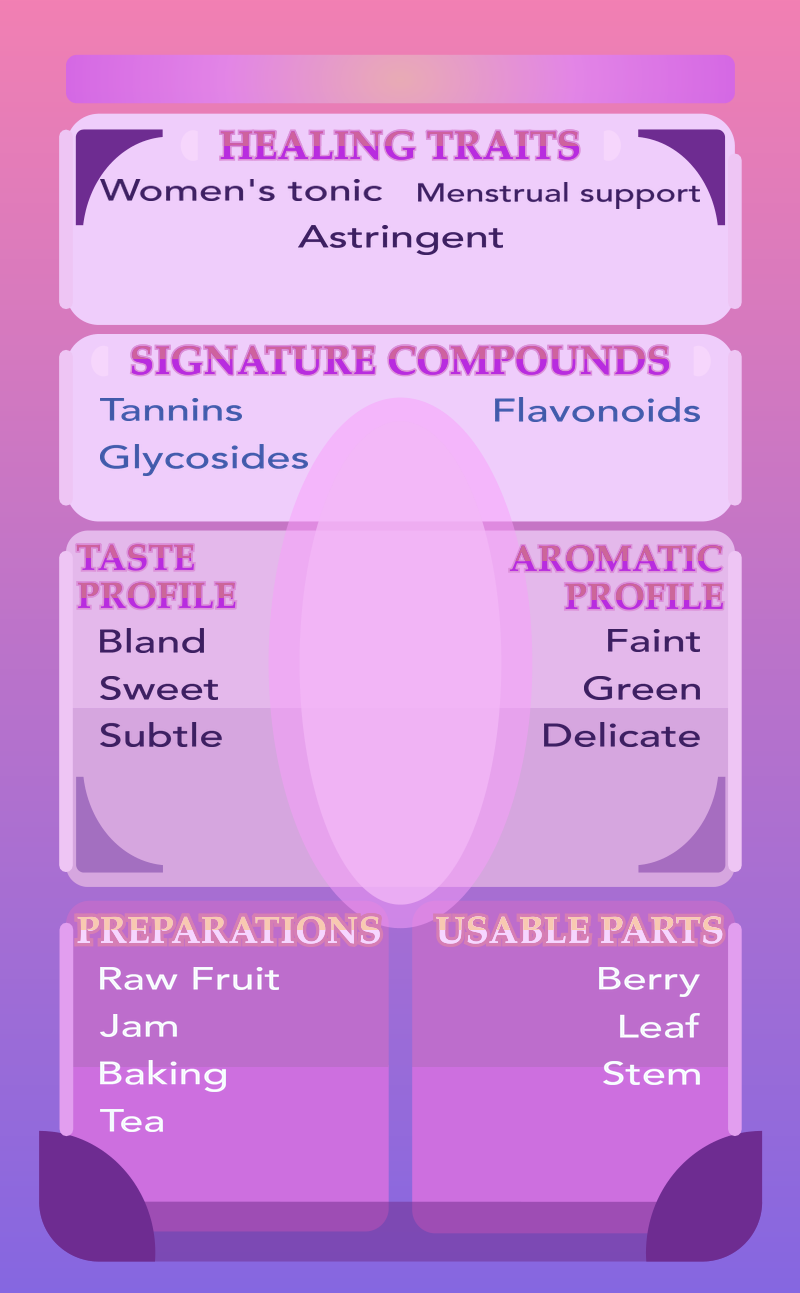 HEALING TRAITS
Women's tonic Menstrual support
Astringent
SIGNATURE COMPOUNDS
Tannins Flavonoids
Glycosides
TASTE
PROFILE
Bland
Sweet
Subtle
AROMATIC
PROFILE
Faint
Green
Delicate
PREPARATIONS
Raw Fruit
Jam
Baking
Tea
USABLE PARTS
Berry
Leaf
Stem